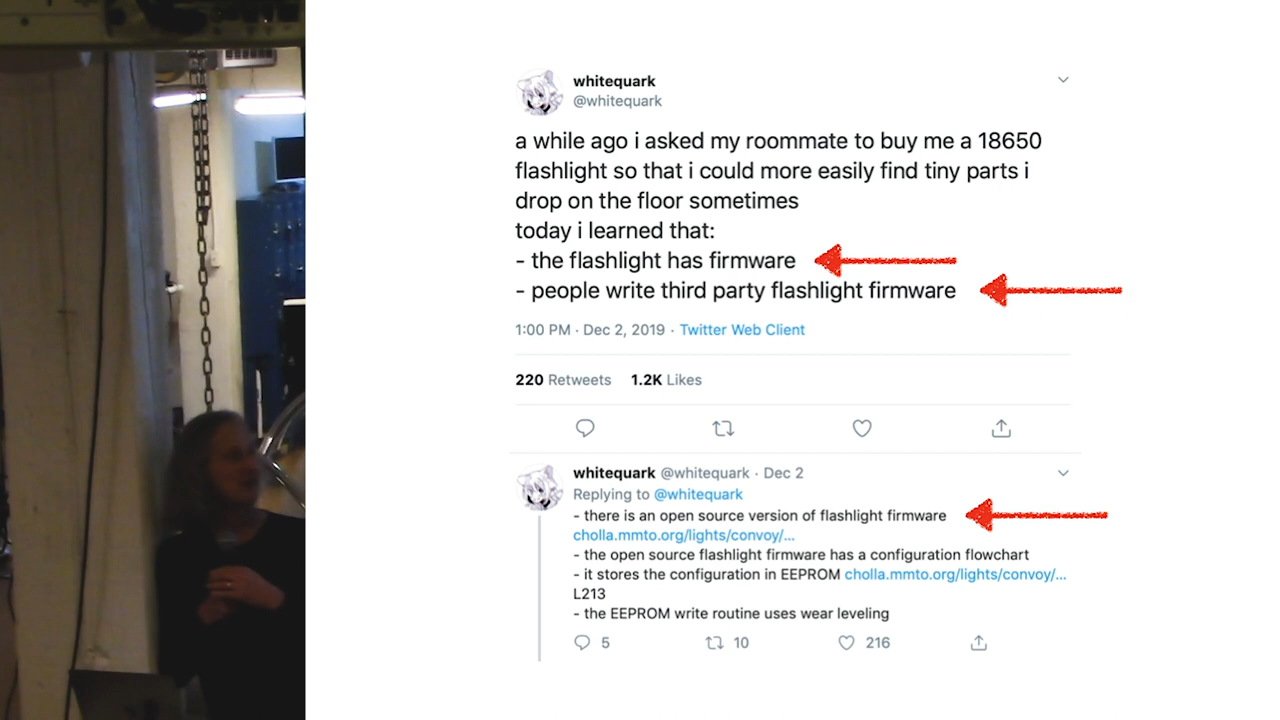 whitequark
@whitequark
a while ago i asked my roommate to buy me a 18650
flashlight so that i could more easily find tiny parts i
drop on the floor sometimes
today i learned that:
- the flashlight has firmware
- people write third party flashlight firmware
1:00 PM · Dec 2, 2019 · Twitter Web Client
220 Retweets 1.2K Likes
whitequark @whitequark · Dec 2
Replying to @whitequark
- there is an open source version of flashlight firmware
cholla.mmto.org/lights/convoy/...
- the open source flashlight firmware has a configuration flowchart
- it stores the configuration in EEPROM cholla.mmto.org/lights/convoy/...
L213
- the EEPROM write routine uses wear leveling
5 10 216